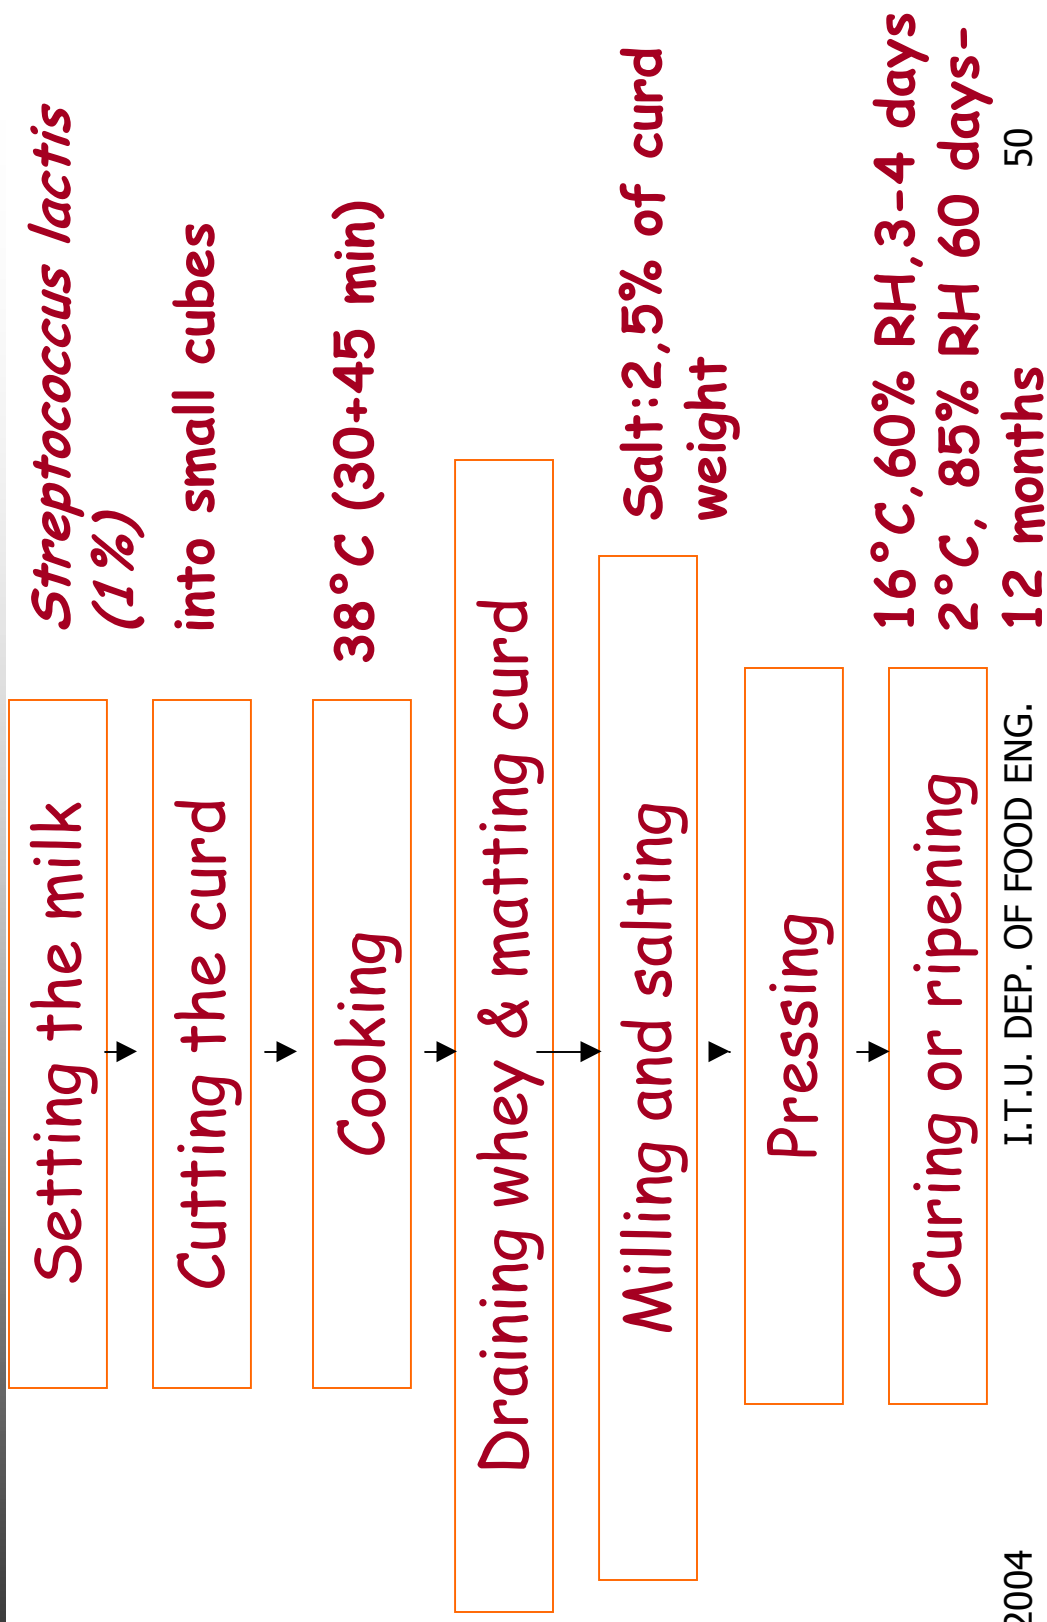 Setting the milk
Streptococcus lactis
(1%)
Cutting the curd
into small cubes
Cooking
38°C (30+45 min)
Draining whey & matting curd
Milling and salting
Salt:2,5% of curd
weight
Pressing
Curing or ripening
16°C,60% RH,3-4 days
2°C, 85% RH 60 days-
12 months
2004
I.T.U. DEP. OF FOOD ENG.
50